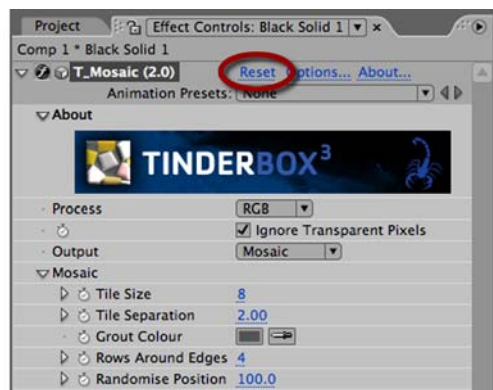 Project Effect Controls: Black Solid 1
Comp 1 * Black Solid 1
T_Mosaic (2.0) Reset Options... About...
Animation Presets: None
About
TINDERBOX3
Process RGB
Ignore Transparent Pixels
Output Mosaic
Mosaic
Tile Size 8
Tile Separation 2.00
Grout Colour
Rows Around Edges 4
Randomise Position 100.0